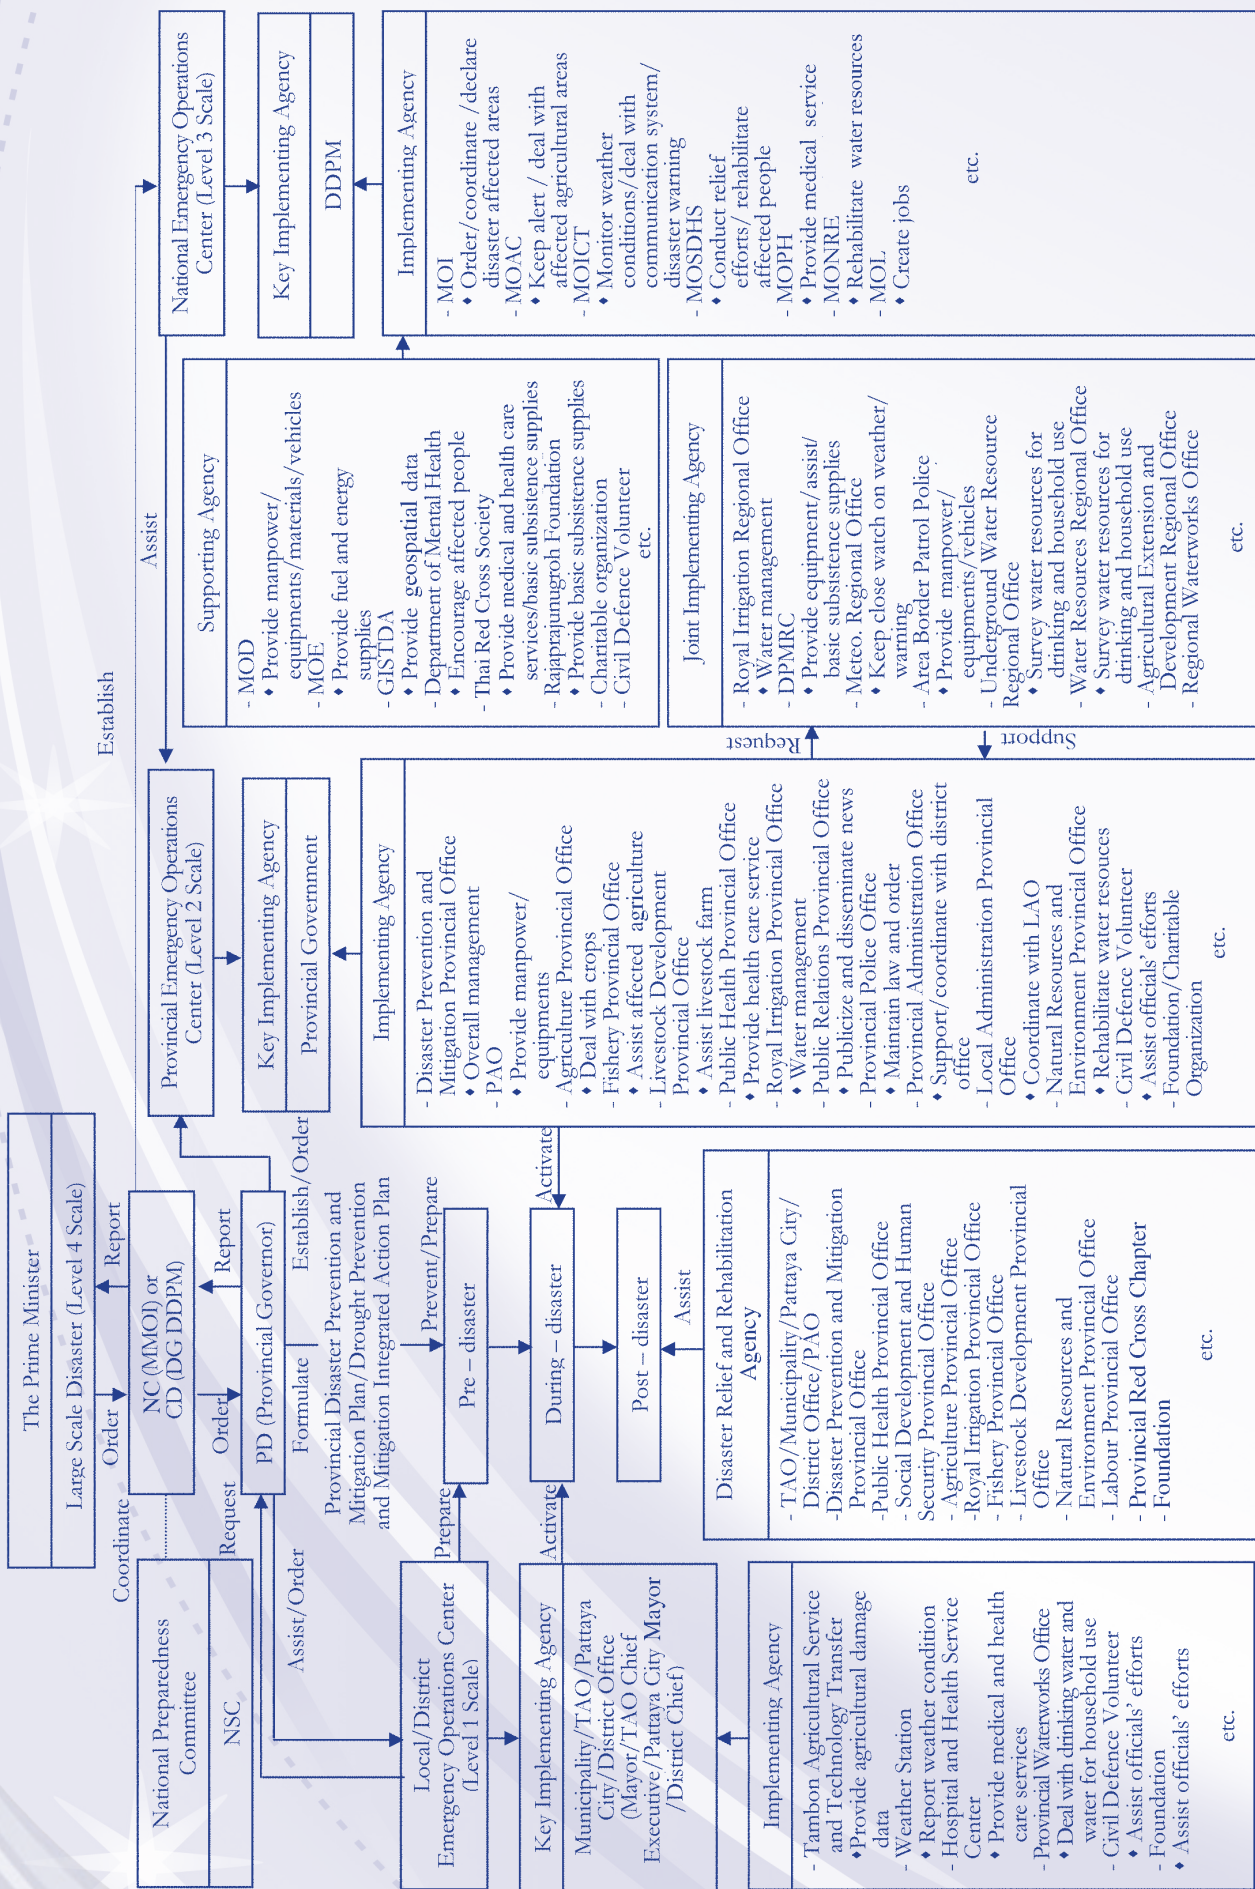 The Prime Minister
Large Scale Disaster (Level 4 Scale)
Order
Report
Coordinate
NC (MMOI) or
CD (DG DDPM)
National Preparedness
Committee
NSC
Establish
Order
Report
Request
PD (Provincial Governor)
Assist/Order
Formulate
Establish/Order
Provincial Disaster Prevention and
Mitigation Plan/Drought Prevention
and Mitigation Integrated Action Plan
Prevent/Prepare
Local/District
Emergency Operations Center
(Level 1 Scale)
Prepare
Pre – disaster
Key Implementing Agency
Municipality/TAO/Pattaya
City/District Office
(Mayor/TAO Chief
Executive/Pattaya City Mayor
/District Chief)
Activate
During – disaster
Activate
Post – disaster
Assist
Implementing Agency
- Tambon Agricultural Service
and Technology Transfer
♦Provide agricultural damage
data
- Weather Station
♦ Report weather condition
- Hospital and Health Service
Center
♦ Provide medical and health
care services
- Provincial Waterworks Office
♦ Deal with drinking water and
water for household use
- Civil Defence Volunteer
♦ Assist officials' efforts
- Foundation
♦ Assist officials' efforts
etc.
Disaster Relief and Rehabilitation
Agency
- TAO/Municipality/Pattaya City/
District Office/PAO
-Disaster Prevention and Mitigation
Provincial Office
-Public Health Provincial Office
- Social Development and Human
Security Provincial Office
- Agriculture Provincial Office
-Royal Irrigation Provincial Office
- Fishery Provincial Office
- Livestock Development Provincial
Office
- Natural Resources and
Environment Provincial Office
- Labour Provincial Office
- Provincial Red Cross Chapter
- Foundation
etc.
Provincial Emergency Operations
Center (Level 2 Scale)
Key Implementing Agency
Provincial Government
Implementing Agency
- Disaster Prevention and
Mitigation Provincial Office
♦ Overall management
- PAO
♦Provide manpower/
equipments
- Agriculture Provincial Office
♦ Deal with crops
- Fishery Provincial Office
♦ Assist affected agriculture
- Livestock Development
Provincial Office
♦ Assist livestock farm
- Public Health Provincial Office
♦ Provide health care service
- Royal Irrigation Provincial Office
♦ Water management
- Public Relations Provincial Office
♦ Publicize and disseminate news
- Provincial Police Office
♦ Maintain law and order
- Provincial Administration Office
♦ Support/coordinate with district
office
- Local Administration Provincial
Office
♦ Coordinate with LAO
- Natural Resources and
Environment Provincial Office
♦ Rehabilitate water resouces
- Civil Defence Volunteer
♦ Assist officials' efforts
- Foundation/Charitable
Organization
etc.
Assist
Request
Support
Supporting Agency
- MOD
♦ Provide manpower/
equipments/materials/vehicles
- MOE
♦ Provide fuel and energy
supplies
- GISTDA
♦ Provide geospatial data
-Department of Mental Health
♦ Encourage affected people
- Thai Red Cross Society
♦ Provide medical and health care
services/basic subsistence supplies
-Rajaprajanugroh Foundation
♦ Provide basic subsistence supplies
- Charitable organization
- Civil Defence Volunteer
etc.
Joint Implementing Agency
- Royal Irrigation Regional Office
♦ Water management
- DPMRC
♦ Provide equipment/assist/
basic subsistence supplies
- Meteo. Regional Office
♦ Keep close watch on weather/
warning
- Area Border Patrol Police
♦ Provide manpower/
equipments/vehicles
- Underground Water Resource
Regional Office
♦ Survey water resources for
drinking and household use
- Water Resources Regional Office
♦ Survey water resources for
drinking and household use
- Agricultural Extension and
Development Regional Office
- Regional Waterworks Office
etc.
National Emergency Operations
Center (Level 3 Scale)
Key Implementing Agency
DDPM
Implementing Agency
- MOI
♦ Order/coordinate /declare
disaster affected areas
- MOAC
♦ Keep alert / deal with
affected agricultural areas
- MOICT
♦ Monitor weather
conditions/deal with
communication system/
disaster warning
- MOSDHS
♦ Conduct relief
efforts/ rehabilitate
affected people
- MOPH
♦ Provide medical service
- MONRE
♦ Rehabilitate water resources
- MOL
♦ Create jobs
etc.